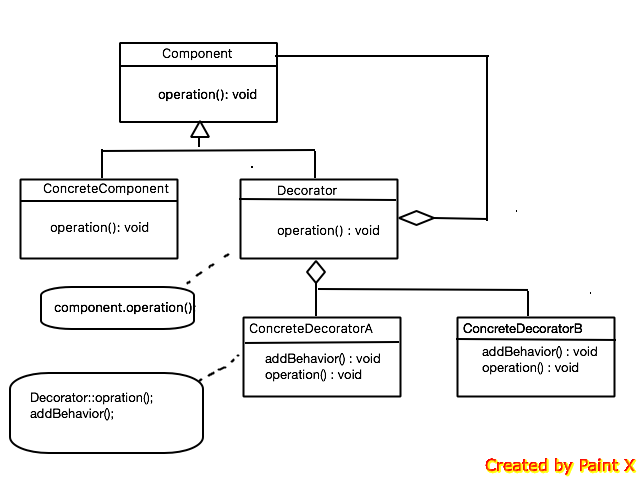 Component
operation(): void
ConcreteComponent
operation(): void
Decorator
operation() : void
component.operation();
ConcreteDecoratorA
addBehavior() : void
operation() : void
ConcreteDecoratorB
addBehavior() : void
operation() : void
Decorator::opration();
addBehavior();
Created by Paint X